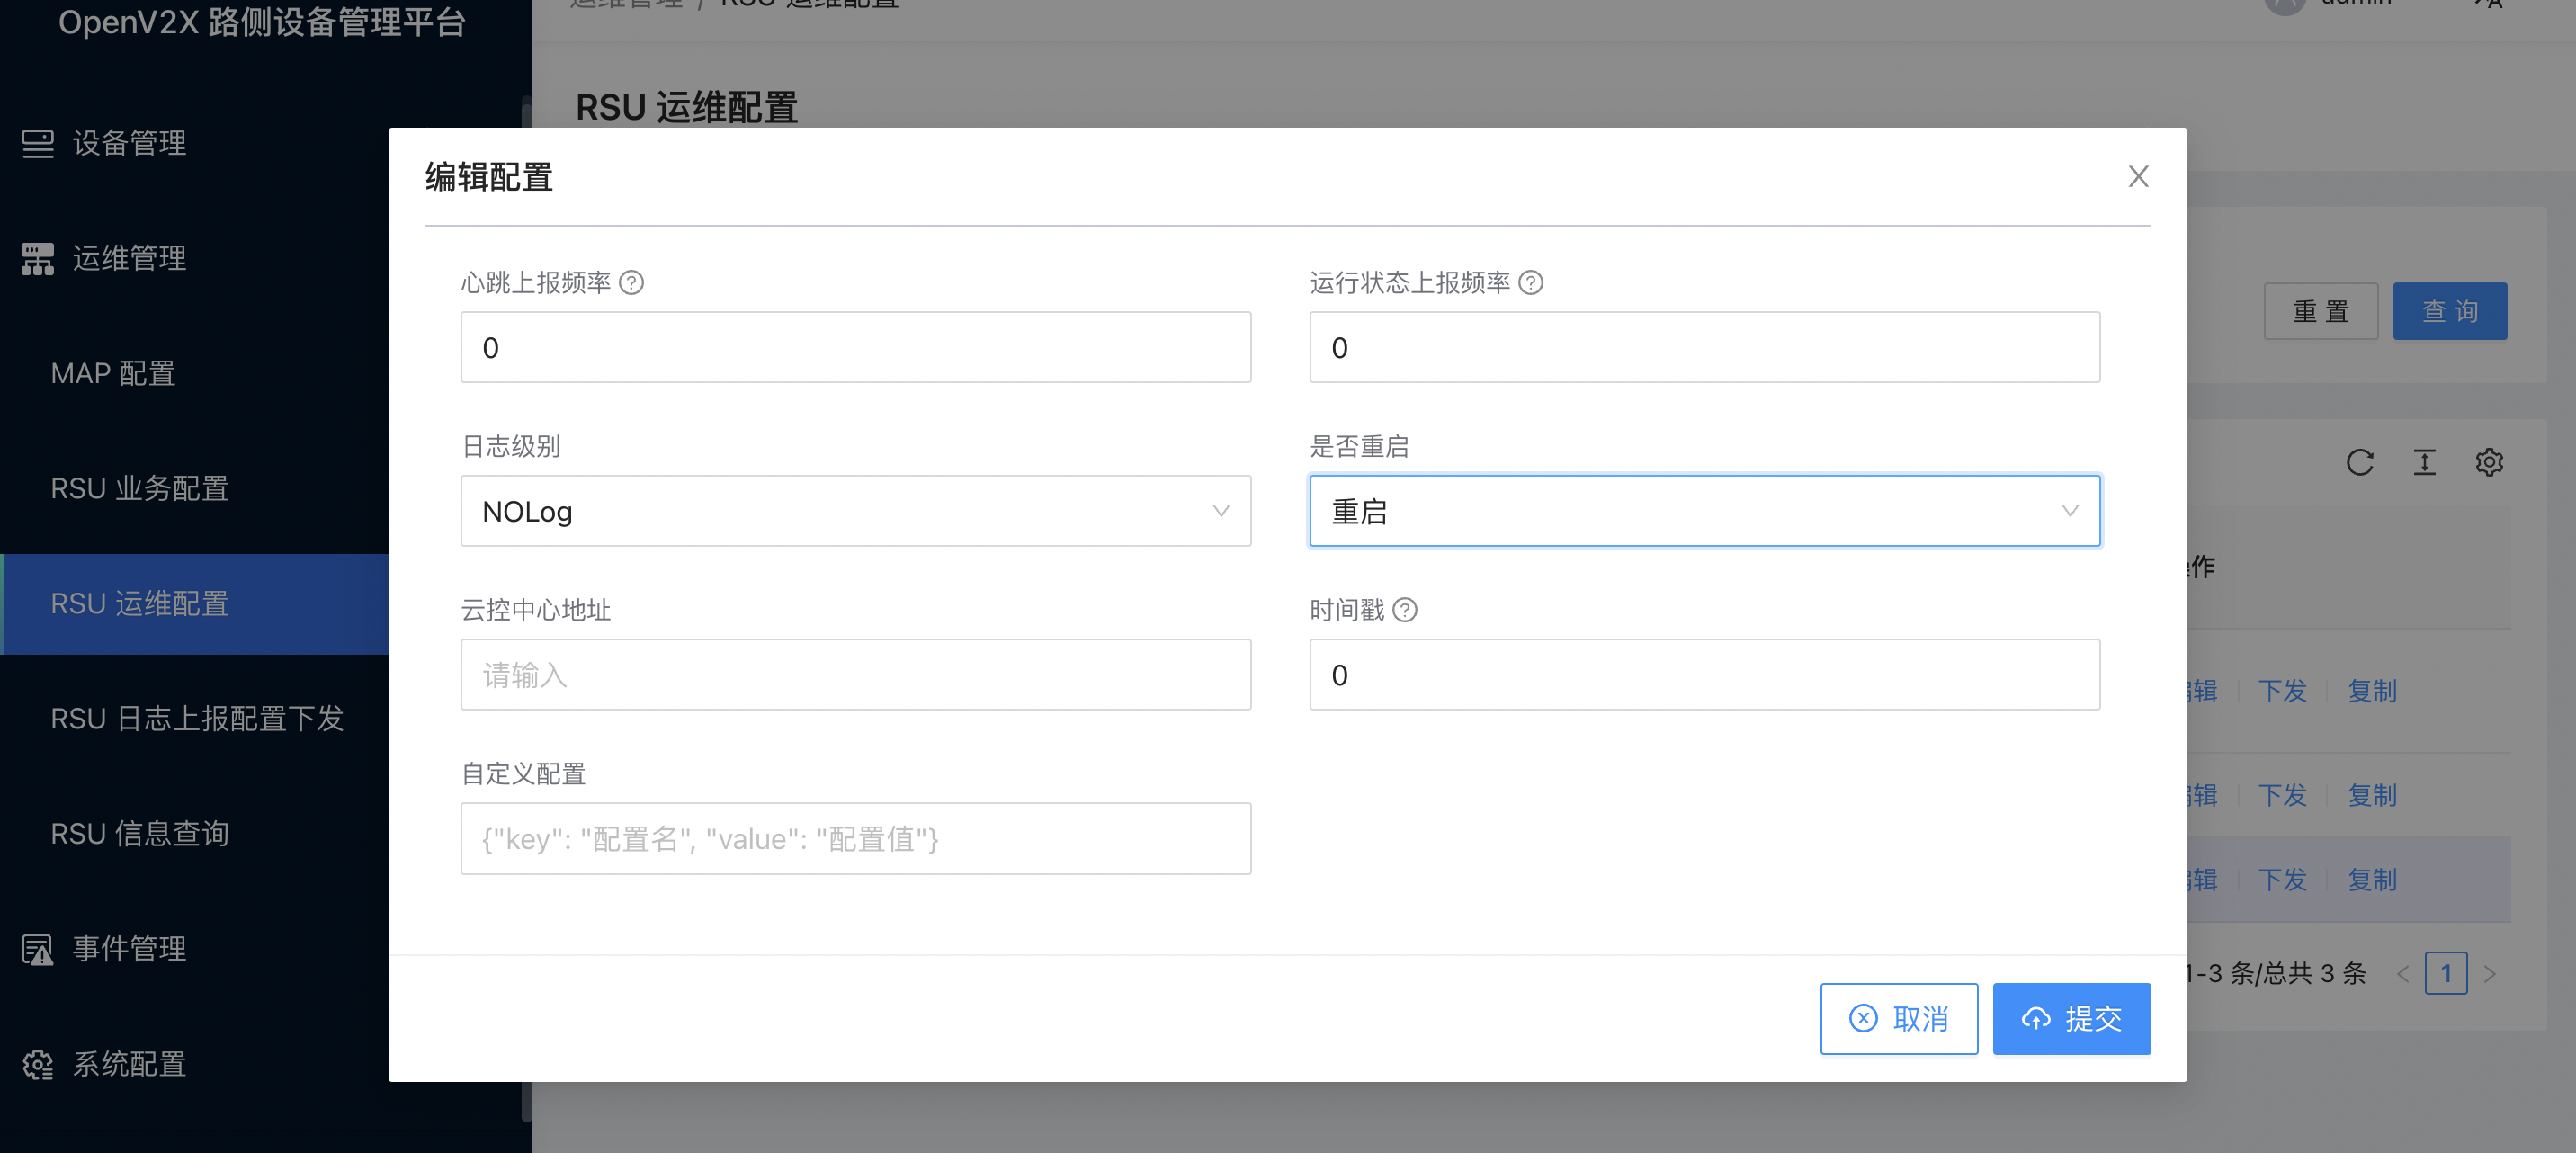 OpenV2X 路侧设备管理平台
设备管理
运维管理
MAP 配置
RSU 业务配置
RSU 运维配置
RSU 日志上报配置下发
RSU 信息查询
事件管理
系统配置
运维管理 / RSU 运维配置
admin
RSU 运维配置
重 置
查 询
编辑配置
心跳上报频率
运行状态上报频率
0
0
日志级别
是否重启
NOLog
重启
云控中心地址
时间戳
请输入
0
自定义配置
{"key": "配置名", "value": "配置值"}
取消
提交
作
辑 下发 复制
辑 下发 复制
辑 下发 复制
1-3 条/总共 3 条 < 1 >